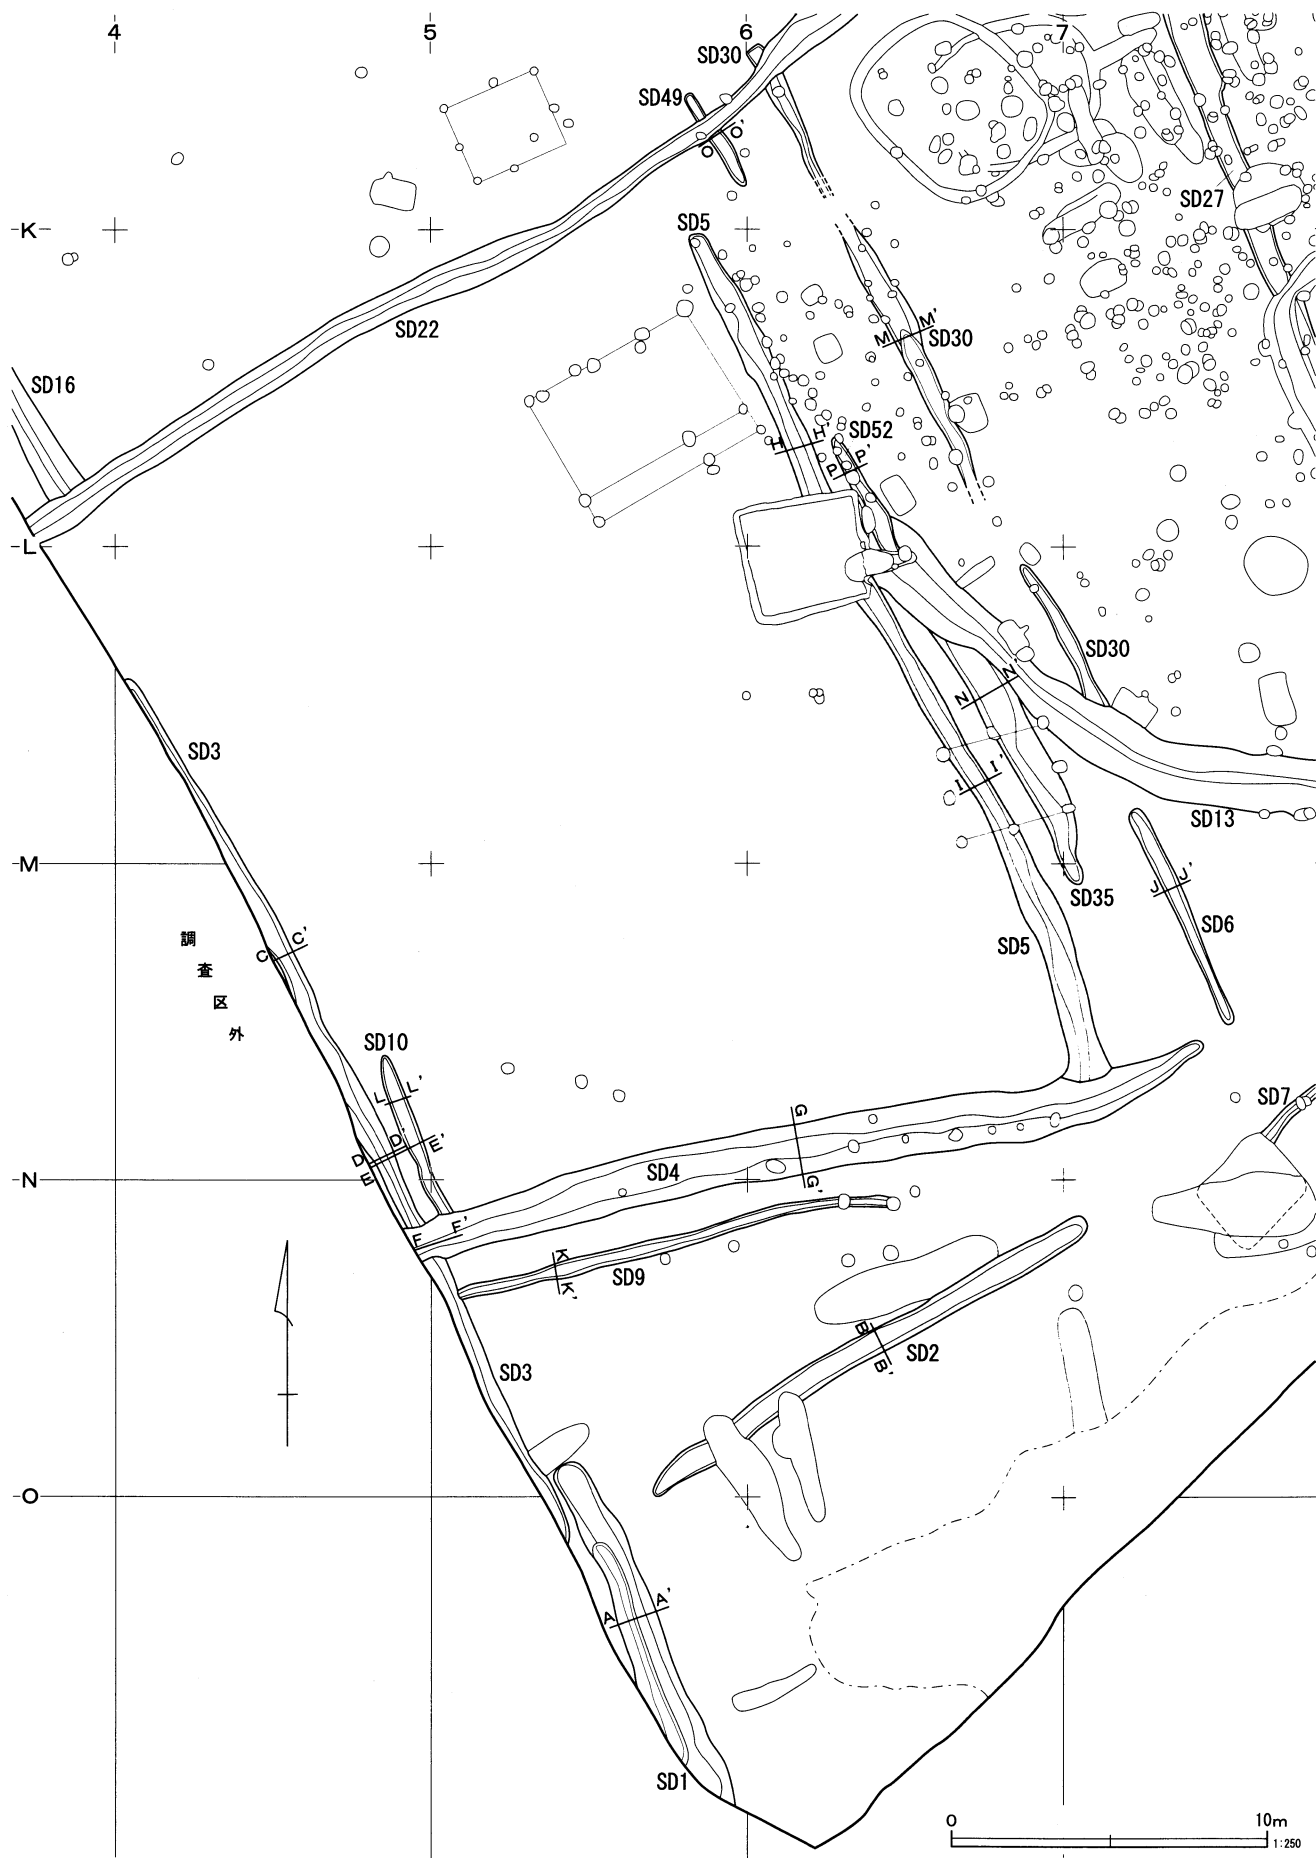 4 5 6 7
SD30
SD49
O O'
SD27
K
SD5
SD22
M M'
SD30
SD16
SD52
H H'
P P'
L
SD30
N N'
SD3
I I'
SD13
M
J J'
SD35
SD6
調査区外
C C'
SD5
SD10
L L'
SD7
G
D D'
E E'
SD4
N
G'
F F'
K
SD9
K'
B
SD2
B'
SD3
O
A A'
SD1
0 10m
1:250